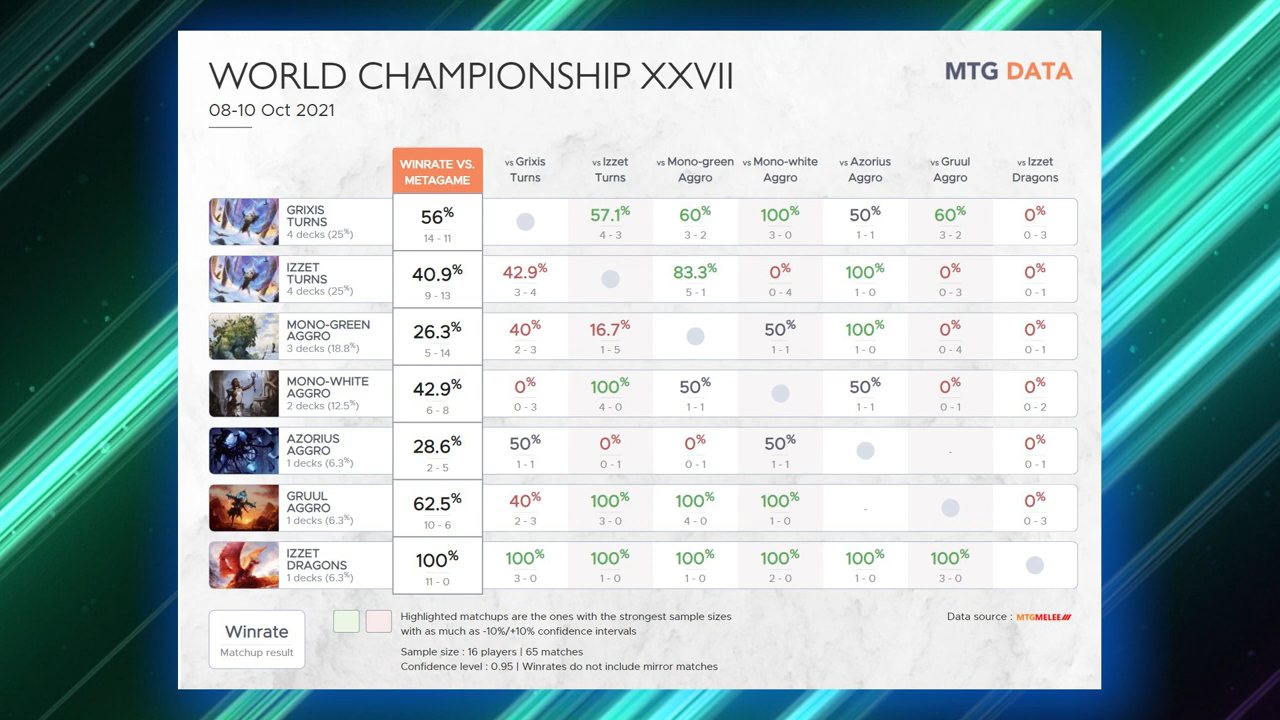 WORLD CHAMPIONSHIP XXVII
MTG DATA
08-10 Oct 2021
WINRATE VS. METAGAME vs Grixis Turns vs Izzet Turns vs Mono-green Aggro vs Mono-white Aggro vs Azorius Aggro vs Gruul Aggro vs Izzet Dragons
GRIXIS TURNS 56% 57.1% 60% 100% 50% 60% 0%
4 decks (25%) 14 - 11 4 - 3 3 - 2 3 - 0 1 - 1 3 - 2 0 - 3
IZZET TURNS 40.9% 42.9% 83.3% 0% 100% 0% 0%
4 decks (25%) 9 - 13 3 - 4 5 - 1 0 - 4 1 - 0 0 - 3 0 - 1
MONO-GREEN AGGRO 26.3% 40% 16.7% 50% 100% 0% 0%
3 decks (18.8%) 5 - 14 2 - 3 1 - 5 1 - 1 1 - 0 0 - 4 0 - 1
MONO-WHITE AGGRO 42.9% 0% 100% 50% 50% 0% 0%
2 decks (12.5%) 6 - 8 0 - 3 4 - 0 1 - 1 1 - 1 0 - 1 0 - 2
AZORIUS AGGRO 28.6% 50% 0% 0% 50% - 0%
1 decks (6.3%) 2 - 5 1 - 1 0 - 1 0 - 1 1 - 1 0 - 1
GRUUL AGGRO 62.5% 40% 100% 100% 100% - 0%
1 decks (6.3%) 10 - 6 2 - 3 3 - 0 4 - 0 1 - 0 0 - 3
IZZET DRAGONS 100% 100% 100% 100% 100% 100% 100%
1 decks (6.3%) 11 - 0 3 - 0 1 - 0 1 - 0 2 - 0 1 - 0 3 - 0
Winrate
Matchup result
Highlighted matchups are the ones with the strongest sample sizes
with as much as -10%/+10% confidence intervals
Sample size : 16 players | 65 matches
Confidence level : 0.95 | Winrates do not include mirror matches
Data source : MTGMELEE